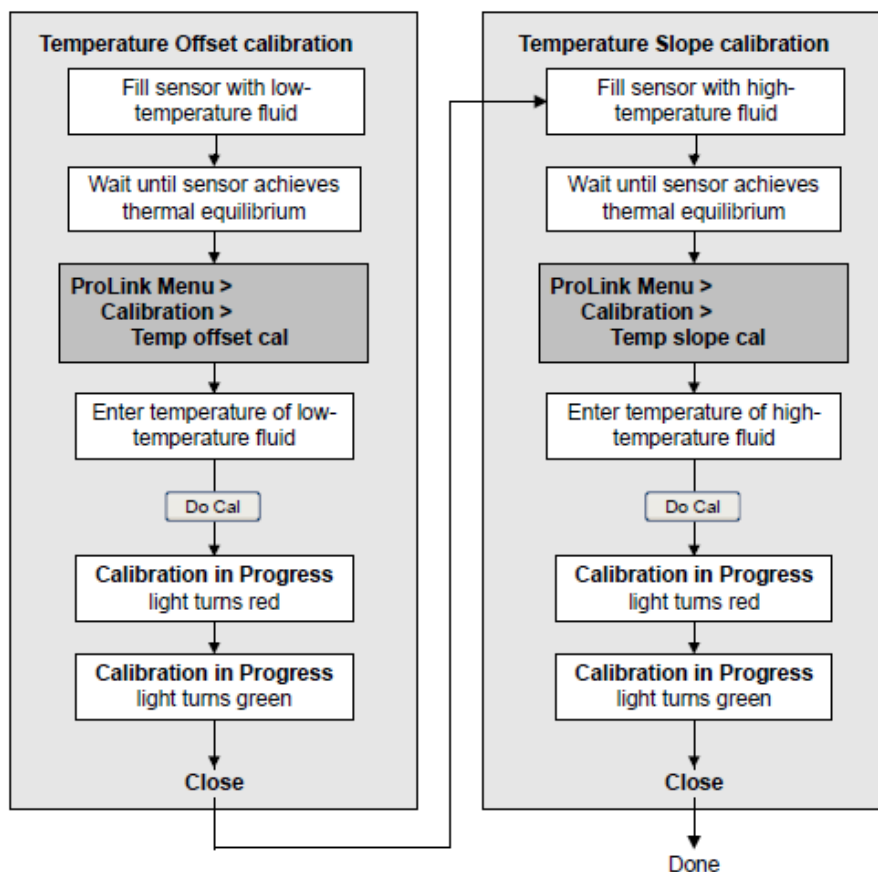 Temperature Offset calibration
Fill sensor with low-
temperature fluid
Wait until sensor achieves
thermal equilibrium
ProLink Menu >
Calibration >
Temp offset cal
Enter temperature of low-
temperature fluid
Do Cal
Calibration in Progress
light turns red
Calibration in Progress
light turns green
Close
Temperature Slope calibration
Fill sensor with high-
temperature fluid
Wait until sensor achieves
thermal equilibrium
ProLink Menu >
Calibration >
Temp slope cal
Enter temperature of high-
temperature fluid
Do Cal
Calibration in Progress
light turns red
Calibration in Progress
light turns green
Close
Done